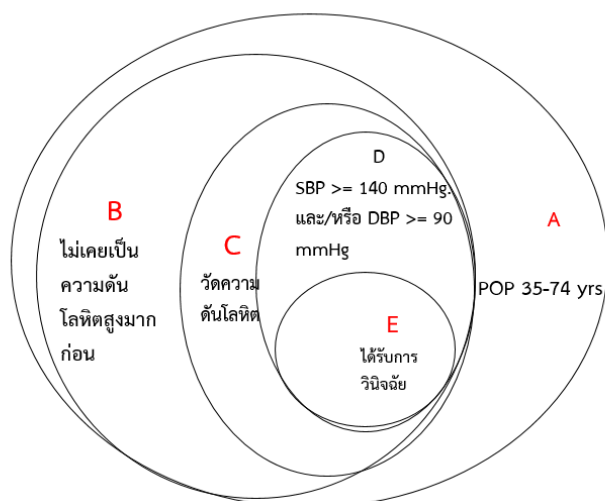 B
ไม่เคยเป็น
ความดัน
โลหิตสูงมาก
ก่อน
C
วัดความ
ดันโลหิต
D
SBP >= 140 mmHg.
และ/หรือ DBP >= 90
mmHg
E
ได้รับการ
วินิจฉัย
A
POP 35-74 yrs